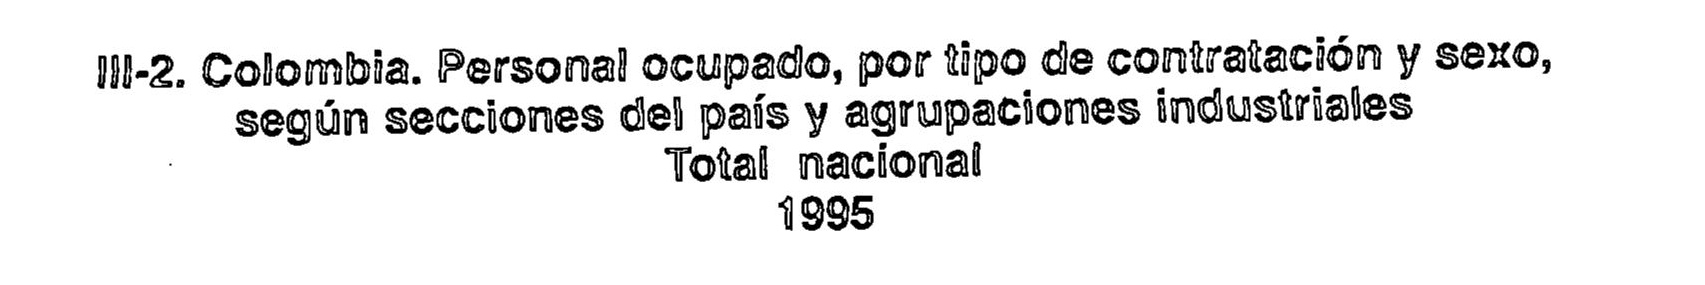 III-2. Colombia. Personal ocupado, por tipo de contratación y sexo,
según secciones del país y agrupaciones industriales
Total nacional
1995